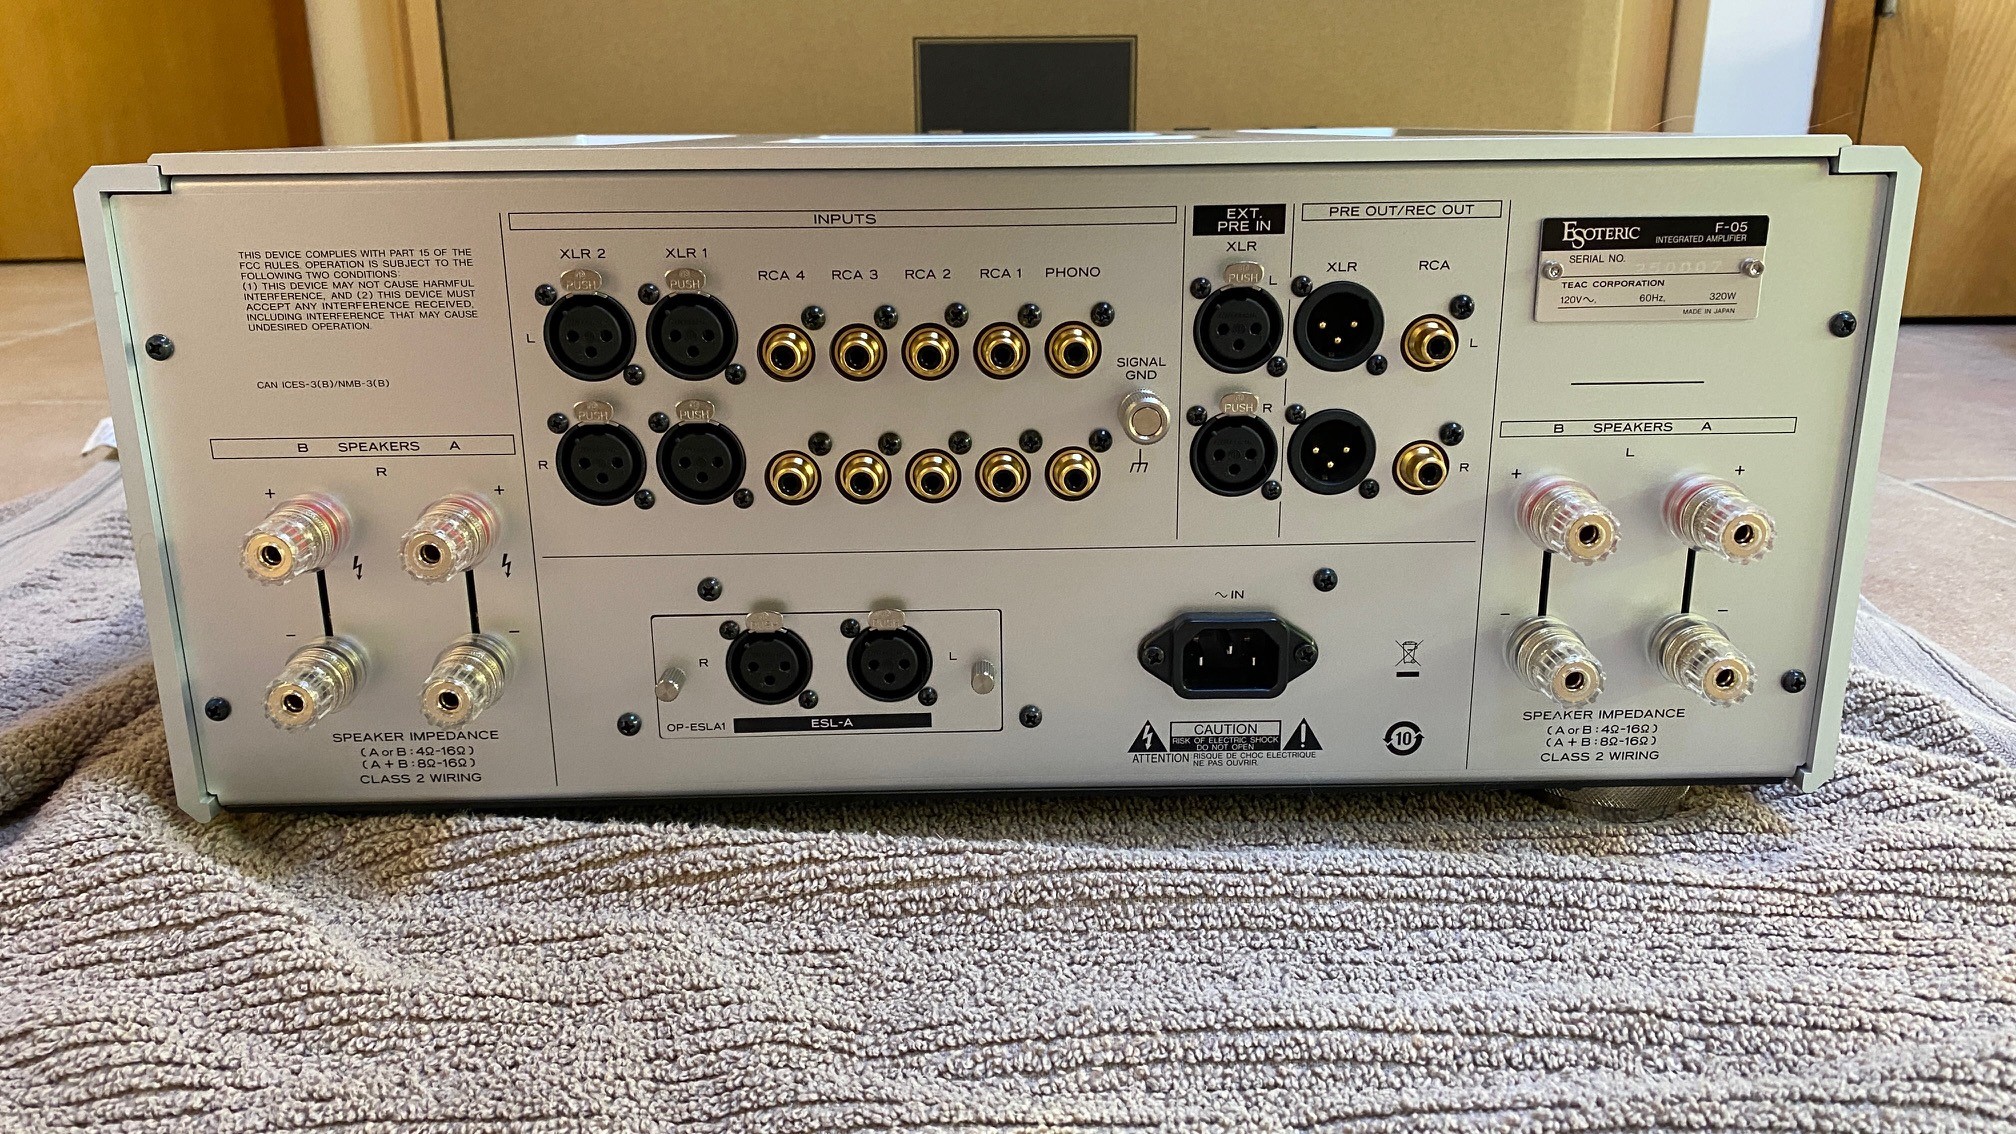 THIS DEVICE COMPLIES WITH PART 15 OF THE
FCC RULES. OPERATION IS SUBJECT TO THE
FOLLOWING TWO CONDITIONS:
(1) THIS DEVICE MAY NOT CAUSE HARMFUL
INTERFERENCE, AND (2) THIS DEVICE MUST
ACCEPT ANY INTERFERENCE RECEIVED,
INCLUDING INTERFERENCE THAT MAY CAUSE
UNDESIRED OPERATION.
CAN ICES-3(B)/NMB-3(B)
B SPEAKERS A
R
+ +
- -
SPEAKER IMPEDANCE
(A or B : 4Ω-16Ω)
(A + B : 8Ω-16Ω)
CLASS 2 WIRING
INPUTS
XLR 2 XLR 1 RCA 4 RCA 3 RCA 2 RCA 1 PHONO
PUSH PUSH
L
PUSH PUSH
R
SIGNAL
GND
EXT.
PRE IN
XLR
PUSH L
PUSH R
PRE OUT/REC OUT
XLR RCA
L
R
R L
PUSH PUSH
OP-ESLA1 ESL-A
~ IN
CAUTION
RISK OF ELECTRIC SHOCK
DO NOT OPEN
ATTENTION: RISQUE DE CHOC ELECTRIQUE
NE PAS OUVRIR.
10
ESOTERIC F-05
INTEGRATED AMPLIFIER
SERIAL NO.
TEAC CORPORATION
120V~, 60Hz, 320W
MADE IN JAPAN
B SPEAKERS A
L
+ +
- -
SPEAKER IMPEDANCE
(A or B : 4Ω-16Ω)
(A + B : 8Ω-16Ω)
CLASS 2 WIRING